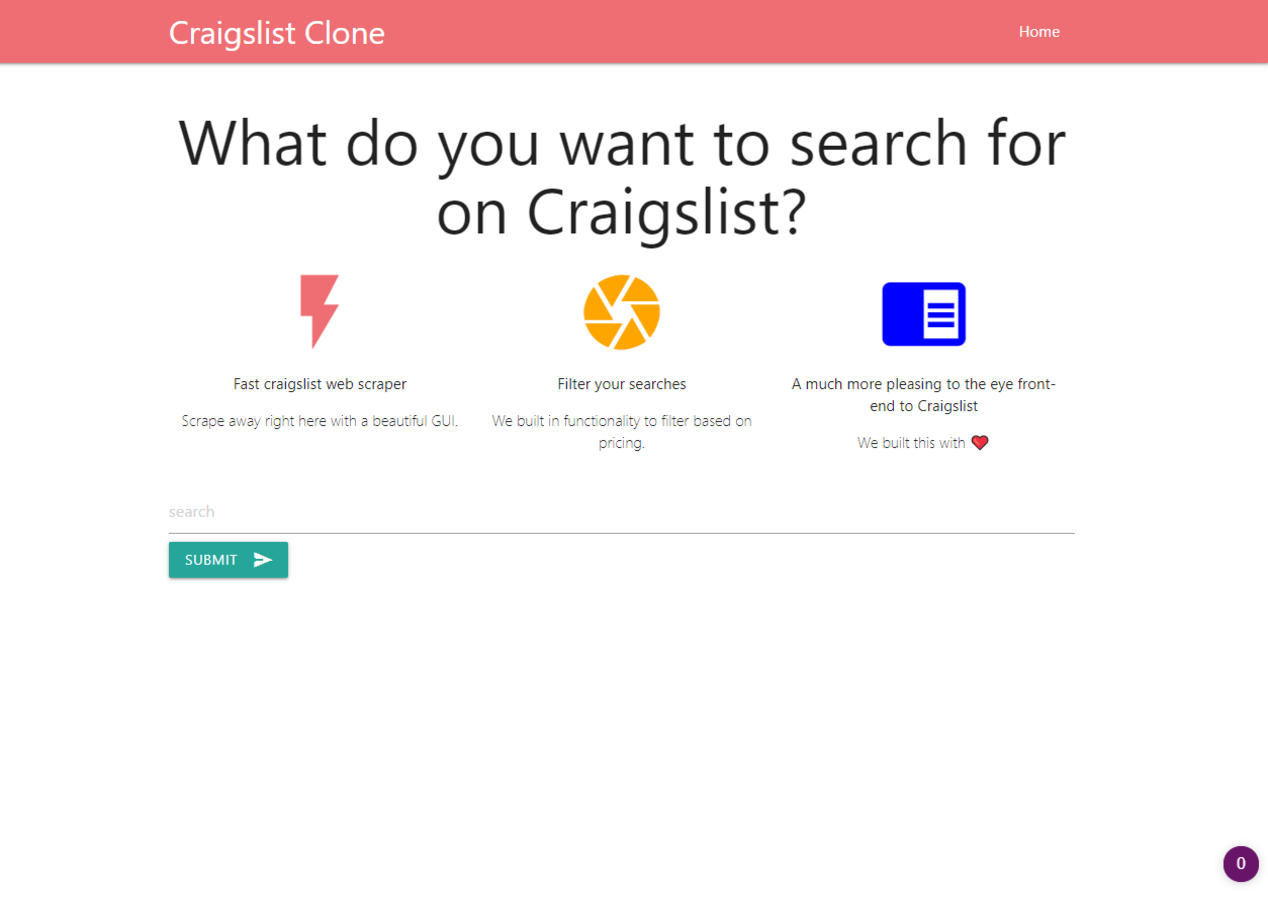 Craigslist Clone
Home
What do you want to search for
on Craigslist?
Fast craigslist web scraper
Scrape away right here with a beautiful GUI.
Filter your searches
We built in functionality to filter based on
pricing.
A much more pleasing to the eye front-
end to Craigslist
We built this with ❤
search
SUBMIT
0